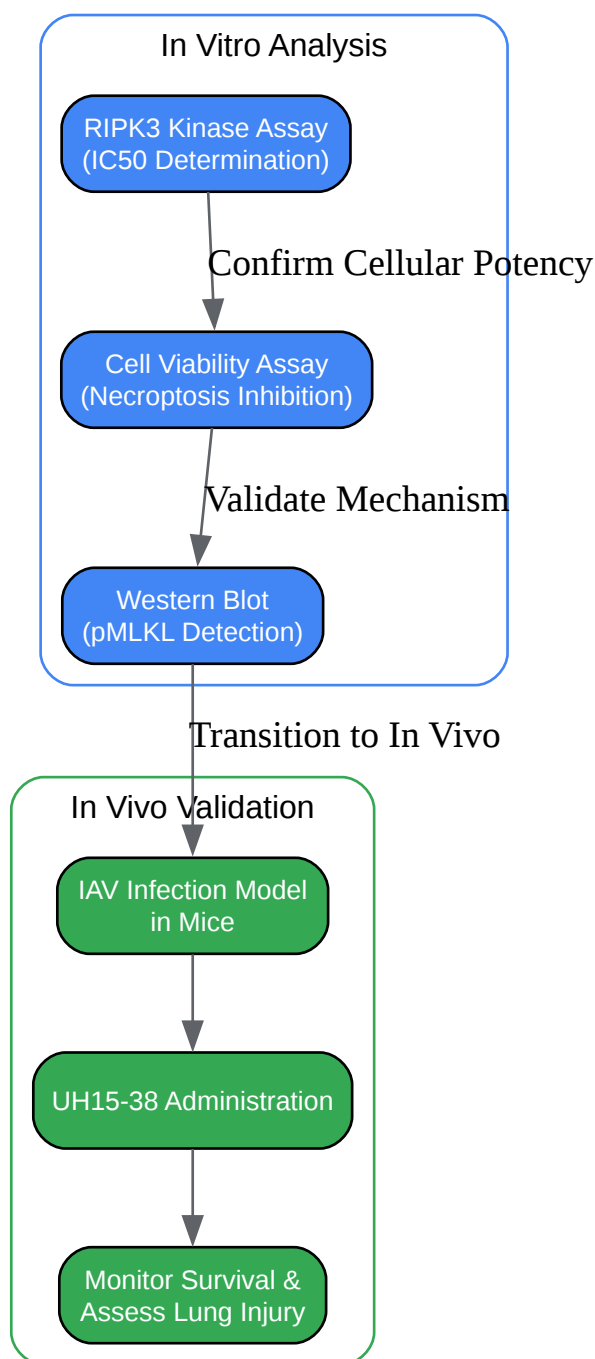 In Vitro Analysis
RIPK3 Kinase Assay
(IC50 Determination)
Confirm Cellular Potency
Cell Viability Assay
(Necroptosis Inhibition)
Validate Mechanism
Western Blot
(pMLKL Detection)
Transition to In Vivo
In Vivo Validation
IAV Infection Model
in Mice
UH15-38 Administration
Monitor Survival &
Assess Lung Injury